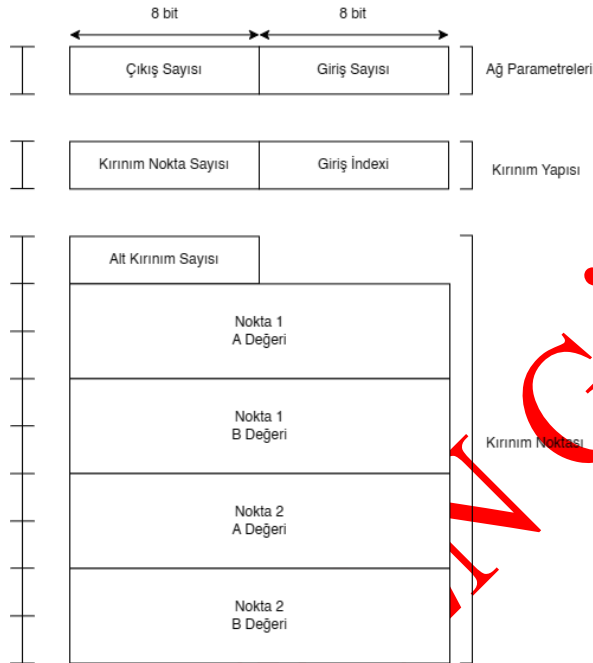 8 bit 8 bit
Çıkış Sayısı Giriş Sayısı Ağ Parametreleri
Kırınım Nokta Sayısı Giriş İndexi Kırınım Yapısı
Alt Kırınım Sayısı
Nokta 1
A Değeri
Nokta 1
B Değeri
Kırınım Noktası
Nokta 2
A Değeri
Nokta 2
B Değeri